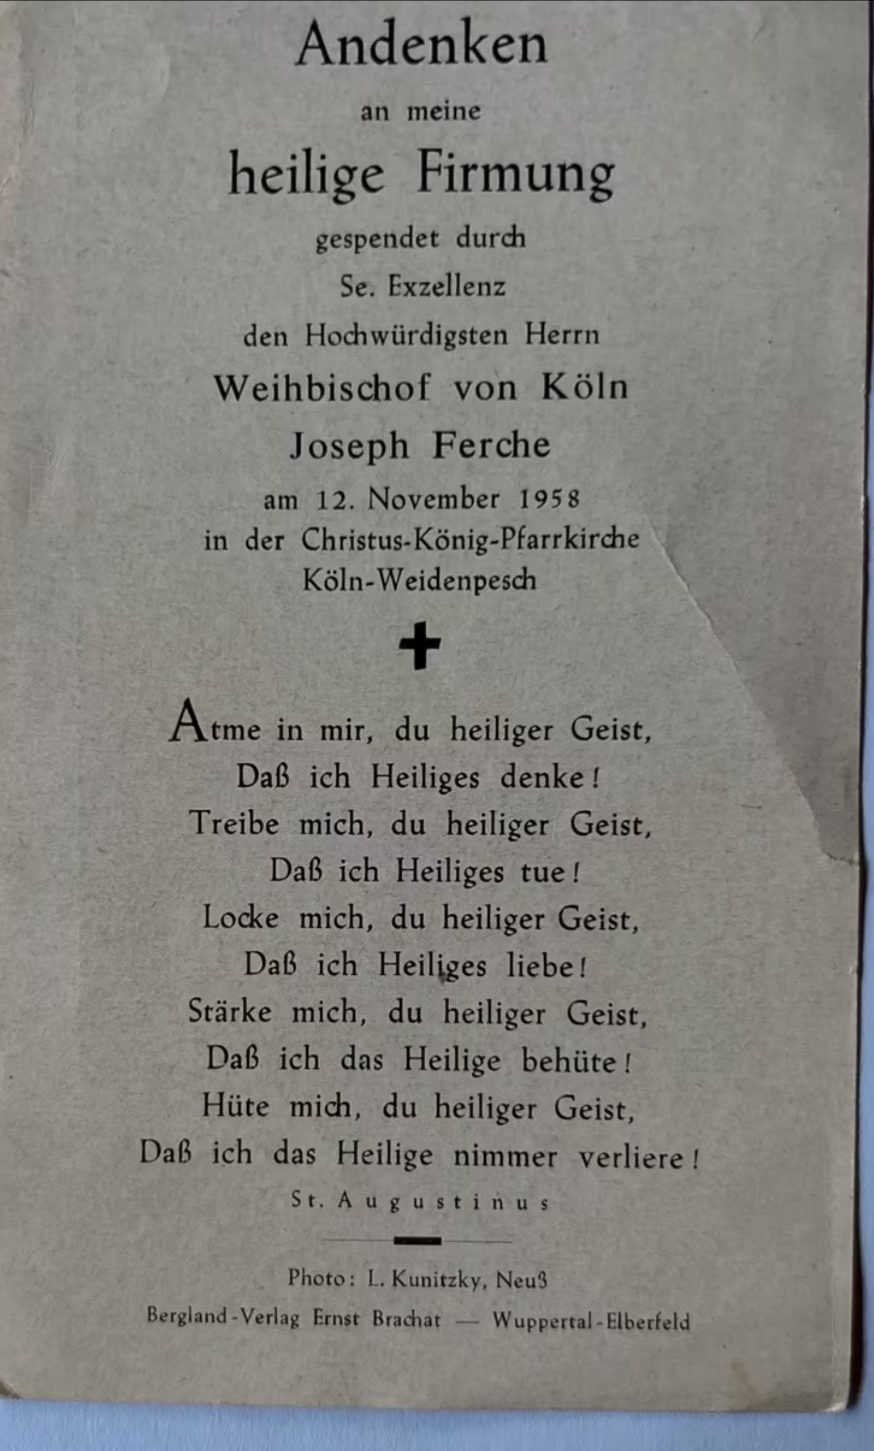 Andenken
an meine
heilige Firmung
gespendet durch
Se. Exzellenz
den Hochwürdigsten Herrn
Weihbischof von Köln
Joseph Ferche
am 12. November 1958
in der Christus-König-Pfarrkirche
Köln-Weidenpesch
Atme in mir, du heiliger Geist,
Daß ich Heiliges denke!
Treibe mich, du heiliger Geist,
Daß ich Heiliges tue!
Locke mich, du heiliger Geist,
Daß ich Heiliges liebe!
Stärke mich, du heiliger Geist,
Daß ich das Heilige behüte!
Hüte mich, du heiliger Geist,
Daß ich das Heilige nimmer verliere!
St. Augustinus
Photo: L. Kunitzky, Neuß
Bergland-Verlag Ernst Brachat — Wuppertal-Elberfeld